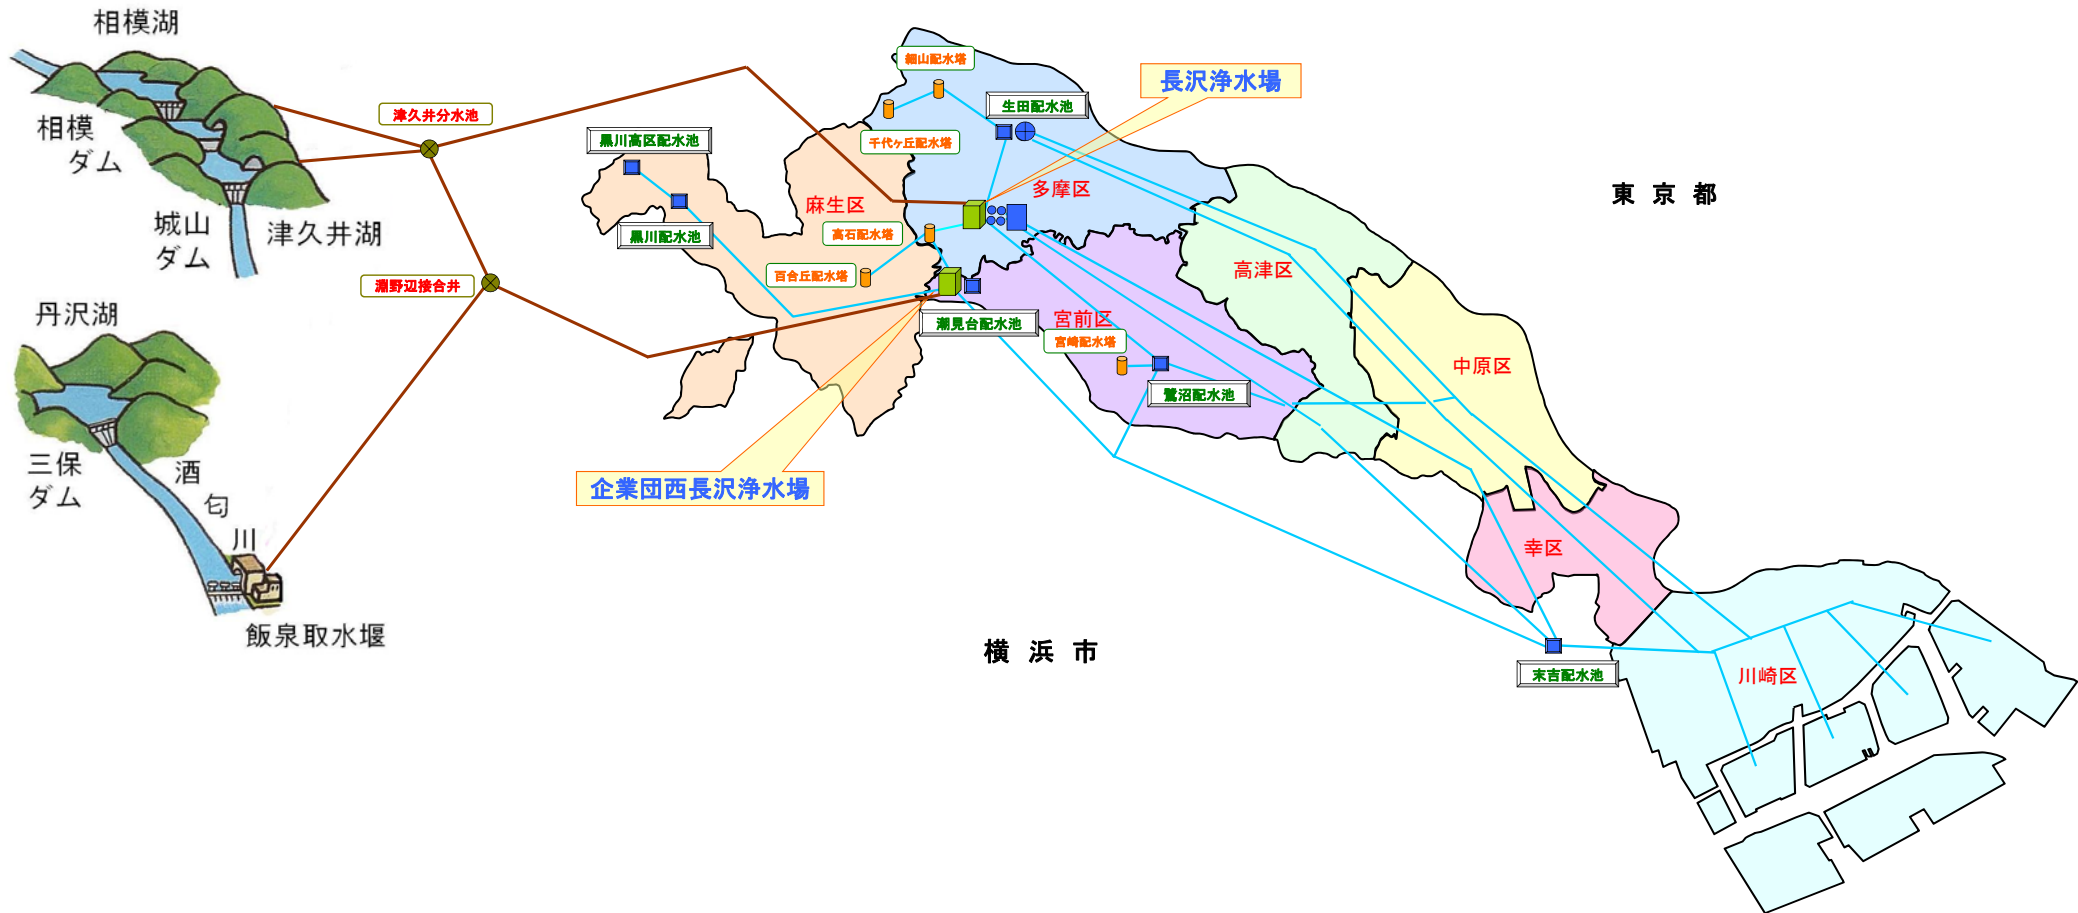 相模湖
相模
ダム
城山
ダム
津久井湖
津久井分水池
淵野辺接合井
丹沢湖
三保
ダム
酒
匂
川
飯泉取水堰
細山配水塔
千代ヶ丘配水塔
生田配水池
長沢浄水場
黒川高区配水池
黒川配水池
麻生区
多摩区
高石配水塔
百合丘配水塔
潮見台配水池
企業団西長沢浄水場
宮前区
宮崎配水塔
鷺沼配水池
高津区
中原区
幸区
末吉配水池
川崎区
東京都
横浜市